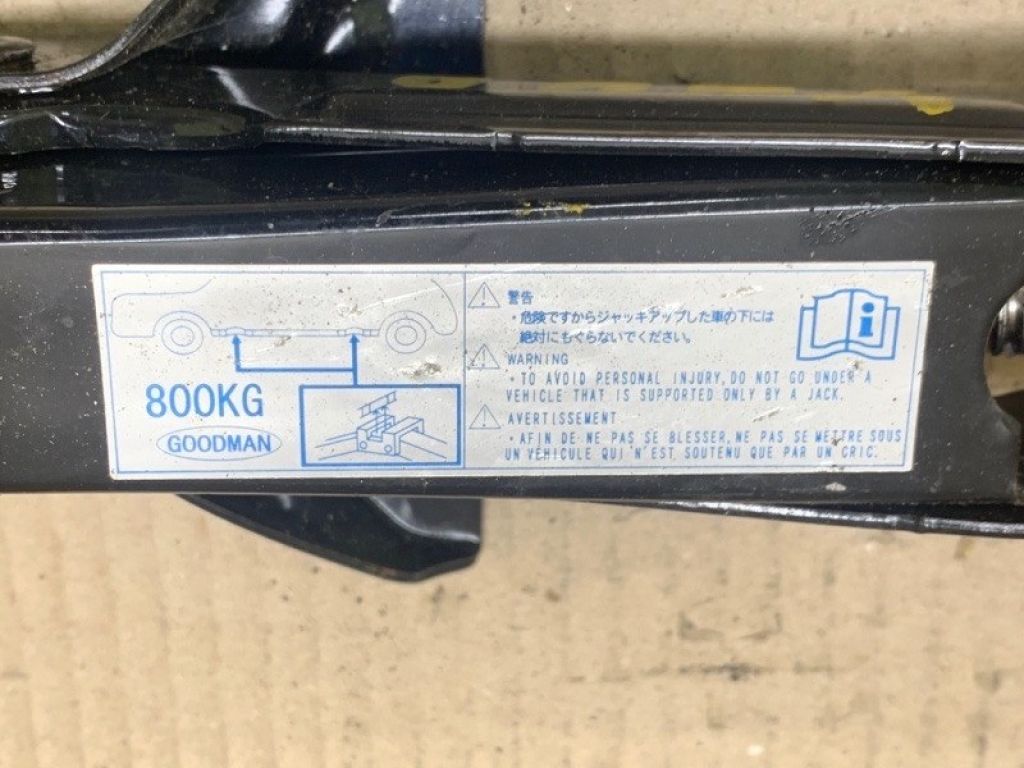 800KG
GOODMAN
警告
・危険ですからジャッキアップした車の下には
絶対にもぐらないでください。
WARNING
・TO AVOID PERSONAL INJURY, DO NOT GO UNDER A
VEHICLE THAT IS SUPPORTED ONLY BY A JACK.
AVERTISSEMENT
・AFIN DE NE PAS SE BLESSER, NE PAS SE METTRE SOUS
UN VEHICULE QUI N'EST SOUTENU QUE PAR UN CRIC.